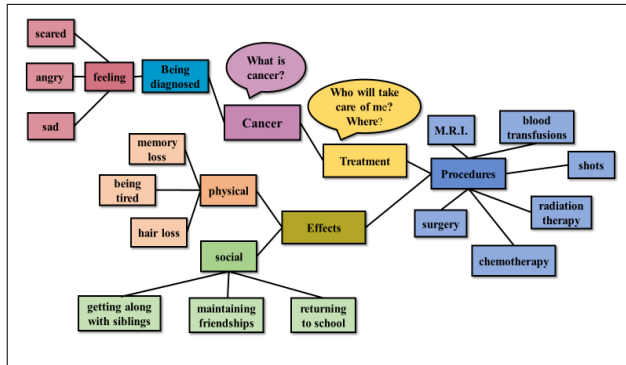 scared
angry
sad
feeling
Being
diagnosed
What is
cancer?
Cancer
Who will take
care of me?
Where?
Treatment
M.R.I.
blood
transfusions
shots
Procedures
radiation
therapy
surgery
chemotherapy
memory
loss
being
tired
hair loss
physical
Effects
social
getting along
with siblings
maintaining
friendships
returning
to school